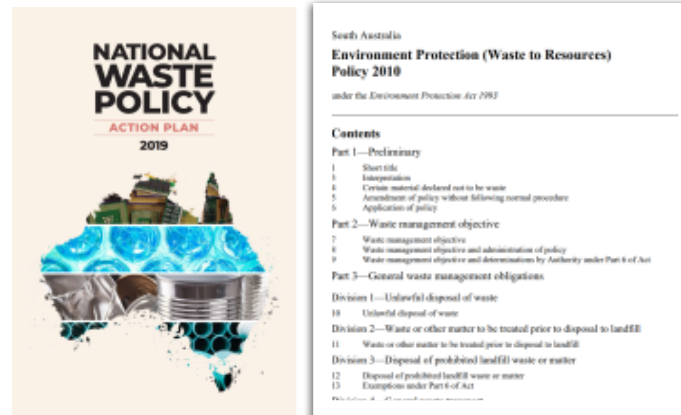 NATIONAL
WASTE
POLICY
ACTION PLAN
2019
South Australia
Environment Protection (Waste to Resources)
Policy 2010
under the Environment Protection Act 1993
Contents
Part 1—Preliminary
1 Short title
3 Interpretation
4 Certain material declared not to be waste
5 Amendment of policy without following normal procedure
6 Application of policy
Part 2—Waste management objective
7 Waste management objective
8 Waste management objective and administration of policy
9 Waste management objective and determinations by Authority under Part 6 of Act
Part 3—General waste management obligations
Division 1—Unlawful disposal of waste
10 Unlawful disposal of waste
Division 2—Waste or other matter to be treated prior to disposal to landfill
11 Waste or other matter to be treated prior to disposal to landfill
Division 3—Disposal of prohibited landfill waste or matter
12 Disposal of prohibited landfill waste or matter
13 Exemptions under Part 6 of Act